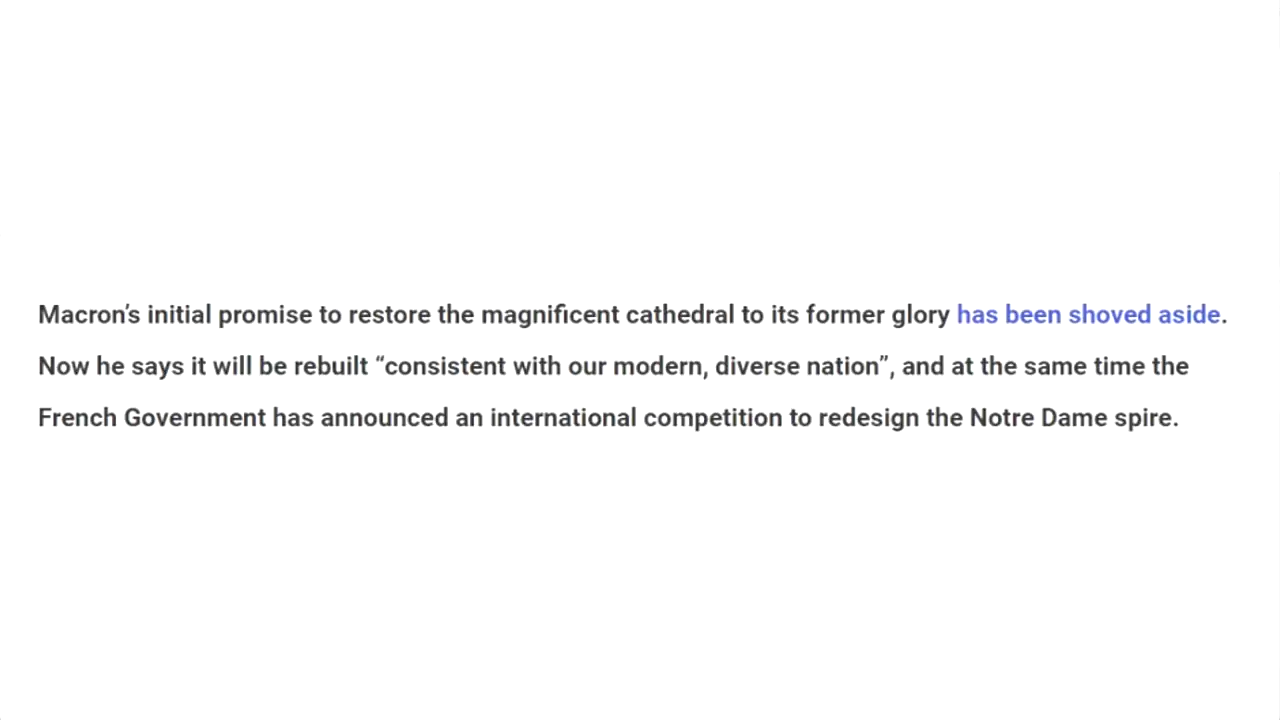 Macron’s initial promise to restore the magnificent cathedral to its former glory has been shoved aside.
Now he says it will be rebuilt “consistent with our modern, diverse nation”, and at the same time the
French Government has announced an international competition to redesign the Notre Dame spire.